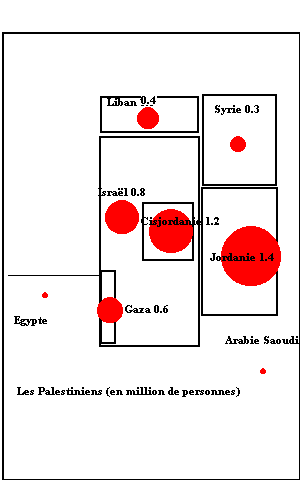 Liban 0.4
Syrie 0.3
Israël 0.8
Cisjordanie 1.2
Jordanie 1.4
Gaza 0.6
Egypte
Arabie Saoudi
Les Palestiniens (en million de personnes)